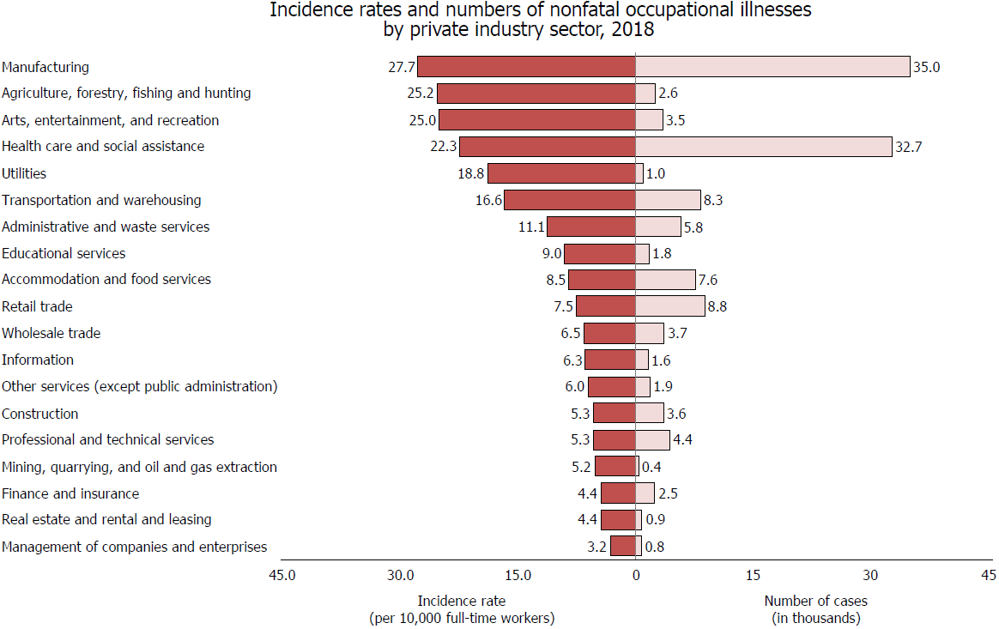 Incidence rates and numbers of nonfatal occupational illnesses
by private industry sector, 2018
Manufacturing 27.7 35.0
Agriculture, forestry, fishing and hunting 25.2 2.6
Arts, entertainment, and recreation 25.0 3.5
Health care and social assistance 22.3 32.7
Utilities 18.8 1.0
Transportation and warehousing 16.6 8.3
Administrative and waste services 11.1 5.8
Educational services 9.0 1.8
Accommodation and food services 8.5 7.6
Retail trade 7.5 8.8
Wholesale trade 6.5 3.7
Information 6.3 1.6
Other services (except public administration) 6.0 1.9
Construction 5.3 3.6
Professional and technical services 5.3 4.4
Mining, quarrying, and oil and gas extraction 5.2 0.4
Finance and insurance 4.4 2.5
Real estate and rental and leasing 4.4 0.9
Management of companies and enterprises 3.2 0.8
45.0 30.0 15.0 0 15 30 45
Incidence rate Number of cases
(per 10,000 full-time workers) (in thousands)